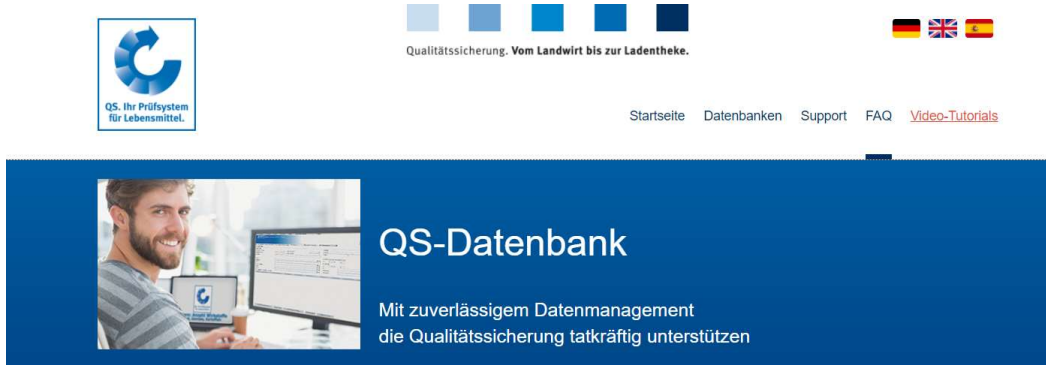 QS. Ihr Prüfsystem
für Lebensmittel.
Qualitätssicherung. Vom Landwirt bis zur Ladentheke.
Startseite Datenbanken Support FAQ Video-Tutorials
QS-Datenbank
Mit zuverlässigem Datenmanagement
die Qualitätssicherung tatkräftig unterstützen